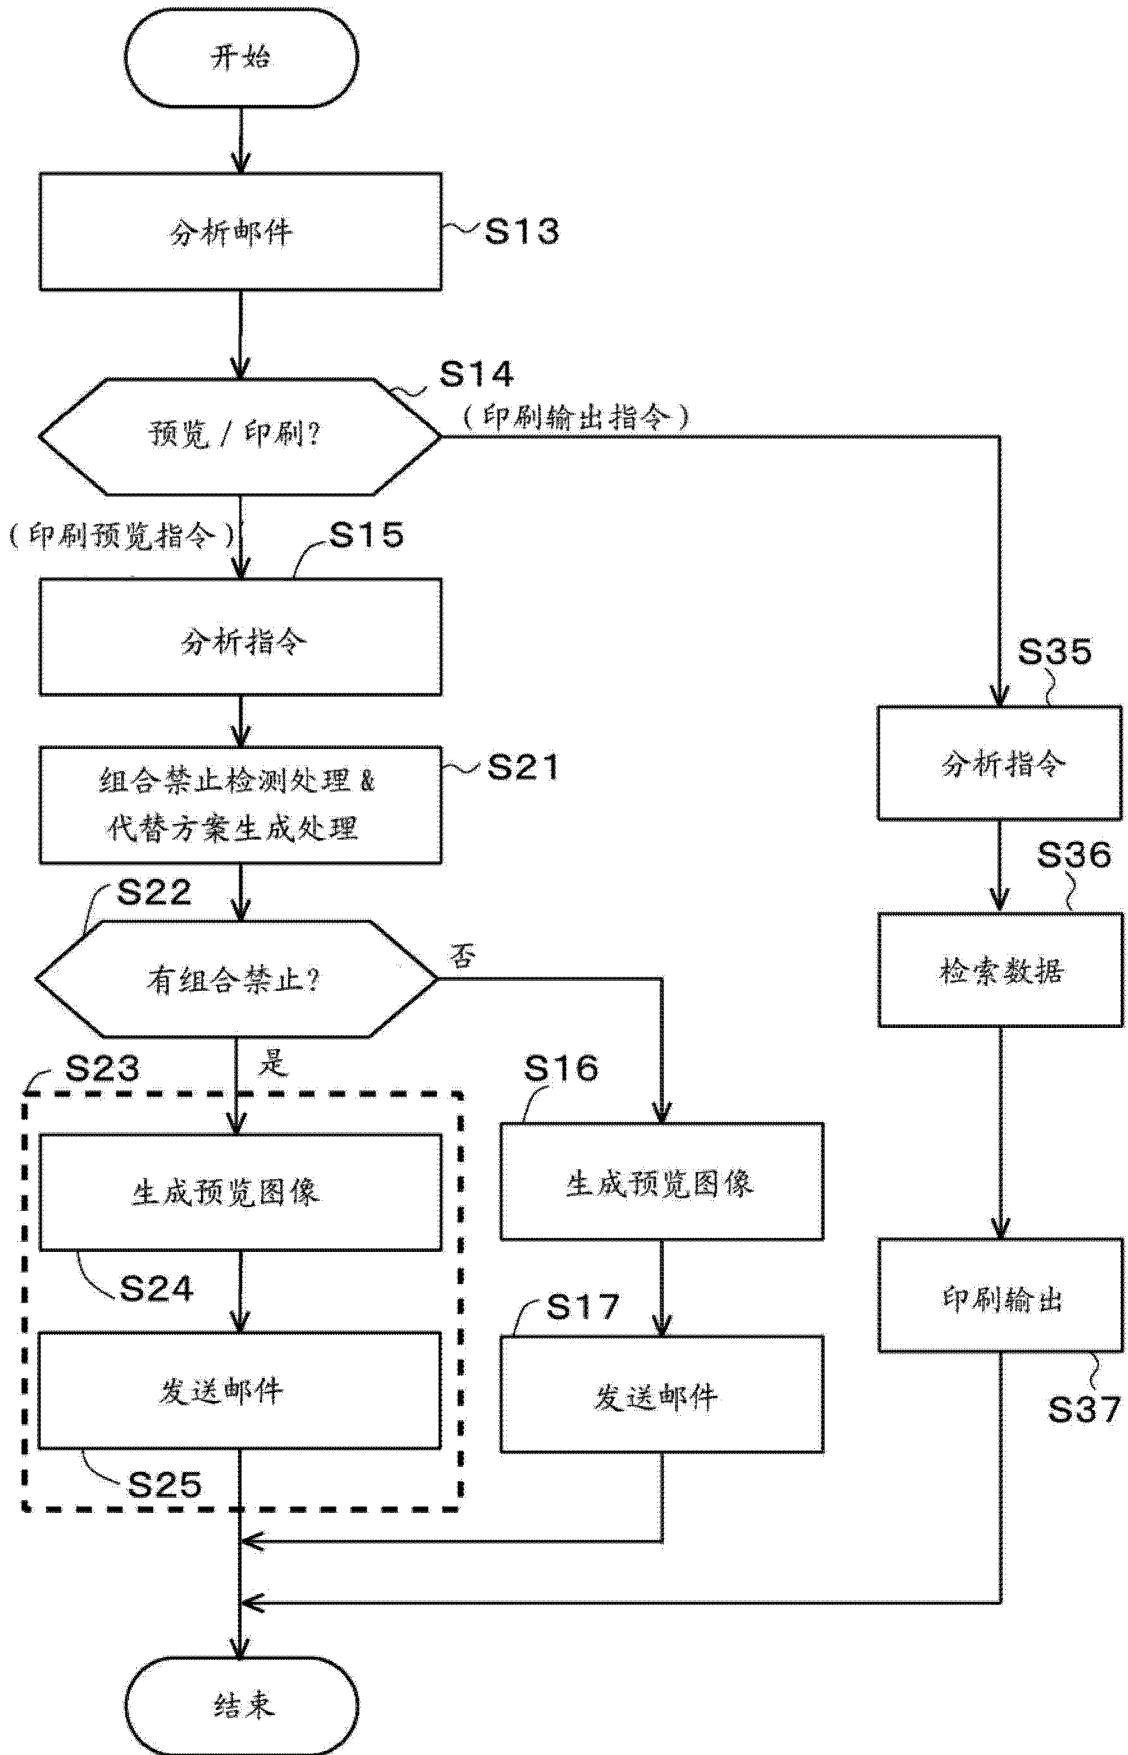 开始
分析邮件
S13
S14
预览/印刷?
(印刷输出指令)
(印刷预览指令)
S15
分析指令
S35
分析指令
组合禁止检测处理&
代替方案生成处理
S21
S36
检索数据
S22
有组合禁止?
否
是
S23
S16
生成预览图像
生成预览图像
S24
S17
印刷输出
发送邮件
发送邮件
S37
S25
结束